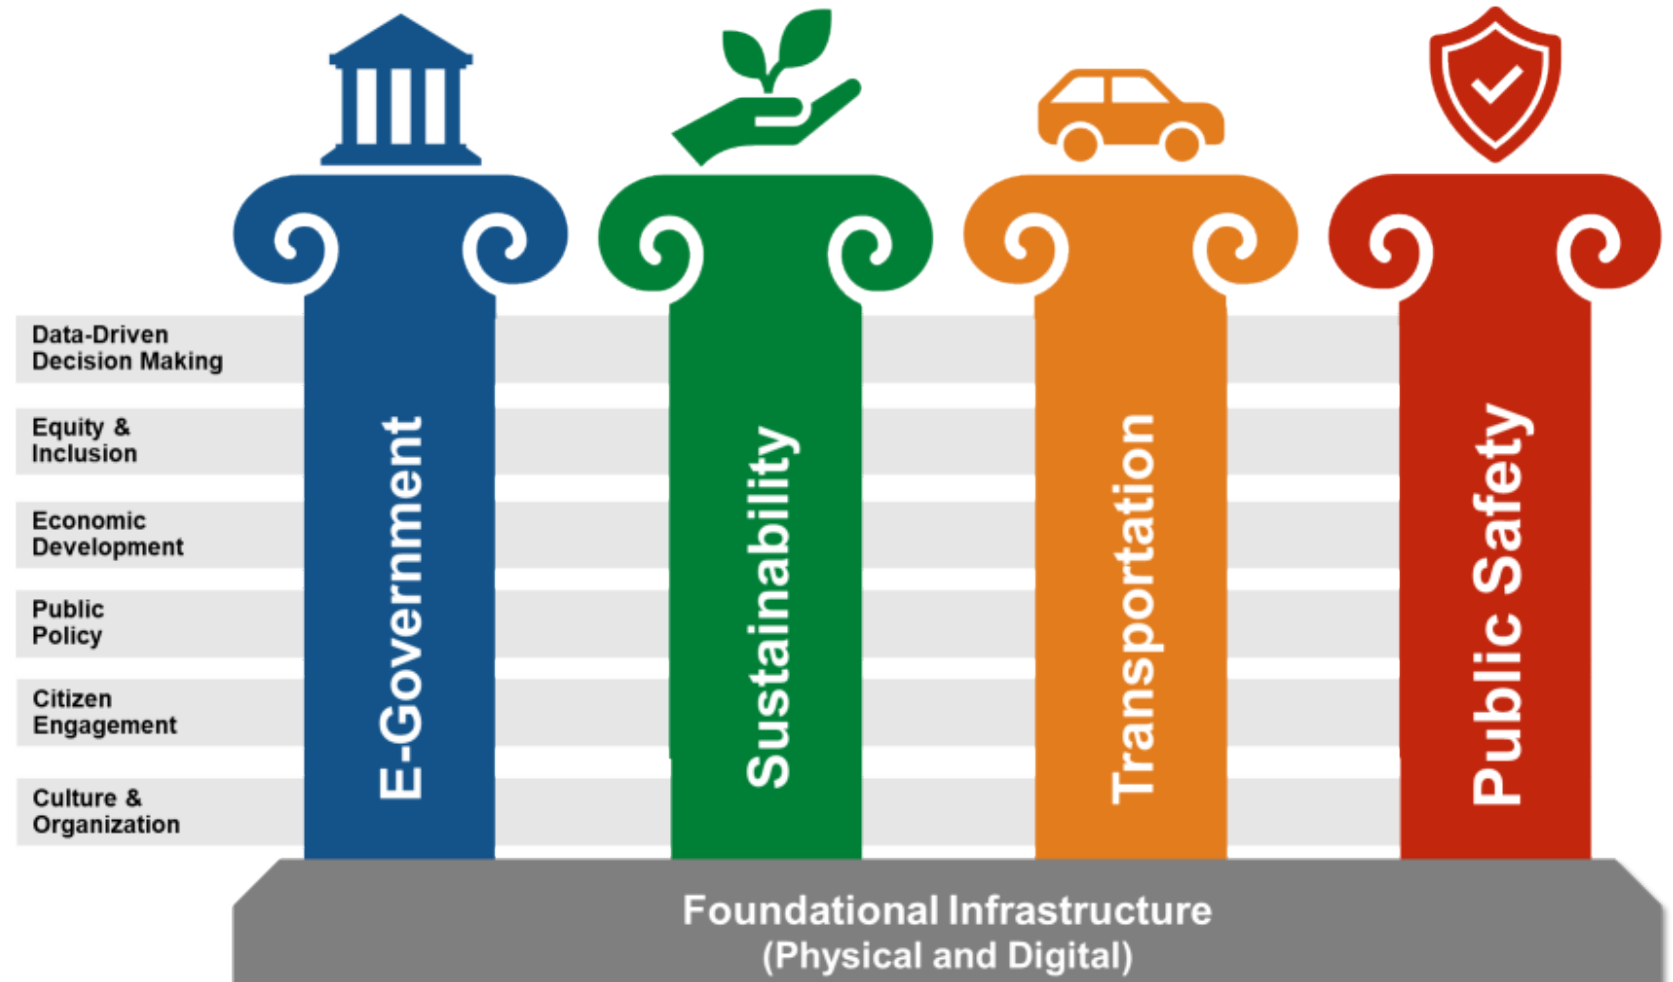 Data-Driven
Decision Making
Equity &
Inclusion
Economic
Development
Public
Policy
Citizen
Engagement
Culture &
Organization
E-Government
Sustainability
Transportation
Public Safety
Foundational Infrastructure
(Physical and Digital)